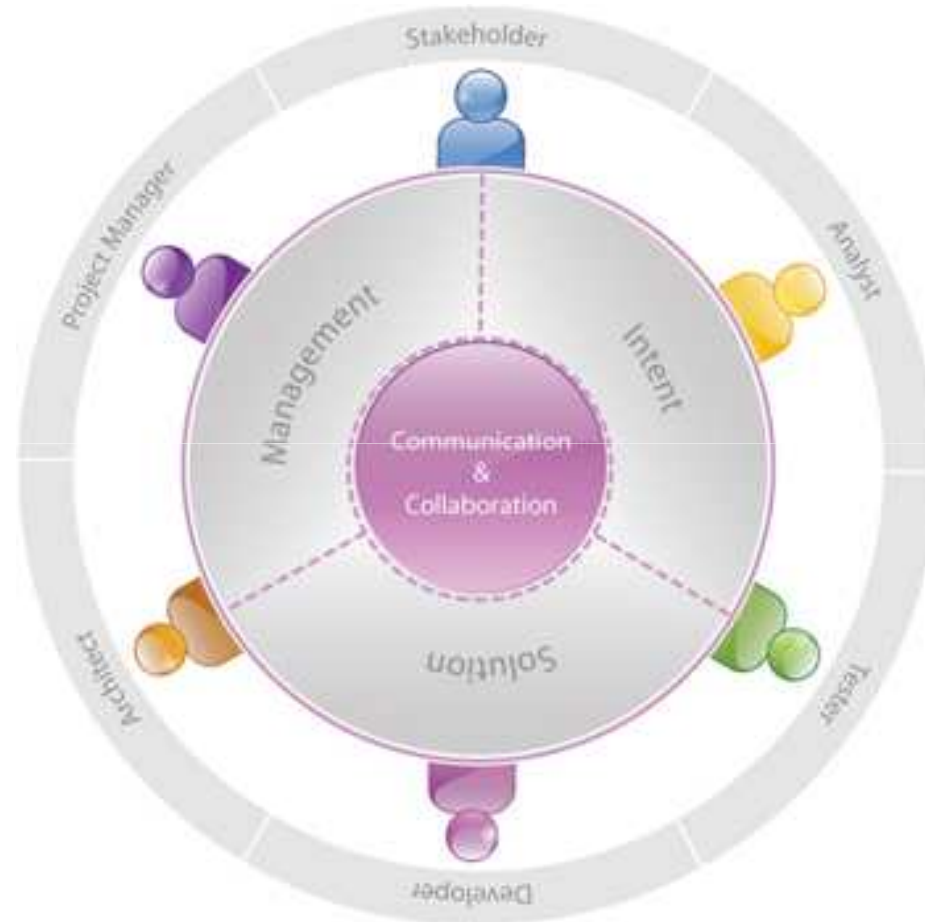 Stakeholder
Project Manager
Analyst
Management
Intent
Communication
&
Collaboration
Solution
Architect
Tester
Developer